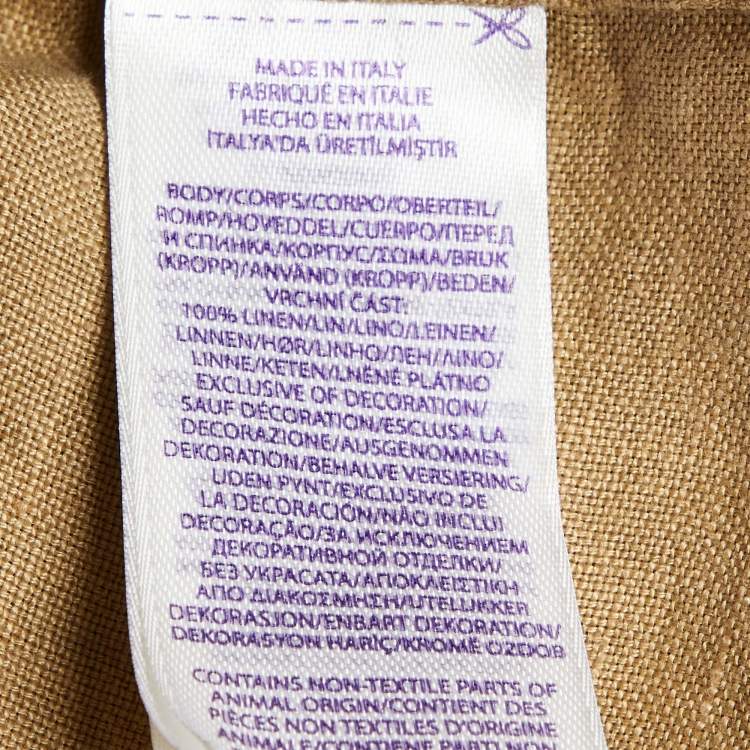 MADE IN ITALY
FABRIQUÉ EN ITALIE
HECHO EN ITALIA
İTALYA'DA ÜRETİLMİŞTİR
BODY/CORPS/CORPO/OBERTEIL/
ROMP/HOVEDDEL/CUERPO/ПЕРЕД
И СПИНКА/КОРПУС/ΣΩΜΑ/BRUK
(KROPP)/ANVÄND (KROPP)/BEDEN/
VRCHNÍ ČÁST:
100% LINEN/LIN/LINO/LEINEN/
LINNEN/HØR/LINHO/ЛЕН/ΛΙΝΟ/
LINNE/KETEN/LNĚNÉ PLÁTNO
EXCLUSIVE OF DECORATION/
SAUF DÉCORATION/ESCLUSA LA
DECORAZIONE/AUSGENOMMEN
DEKORATION/BEHALVE VERSIERING/
UDEN PYNT/EXCLUSIVO DE
LA DECORACIÓN/NÃO INCLUI
DECORAÇÃO/ЗА ИСКЛЮЧЕНИЕМ
ДЕКОРАТИВНОЙ ОТДЕЛКИ/
БЕЗ УКРАСАТА/ΑΠΟΚΛΕΙΣΤΙΚΗ
ΑΠΟ ΔΙΑΚΟΣΜΗΣΗ/UTELUKKER
DEKORASJON/ENBART DEKORATION/
DEKORASYON HARİÇ/KROMĚ OZDOB
CONTAINS NON-TEXTILE PARTS OF
ANIMAL ORIGIN/CONTIENT DES
PIÈCES NON TEXTILES D'ORIGINE
ANIMALE/CONTIENE PARTI NON